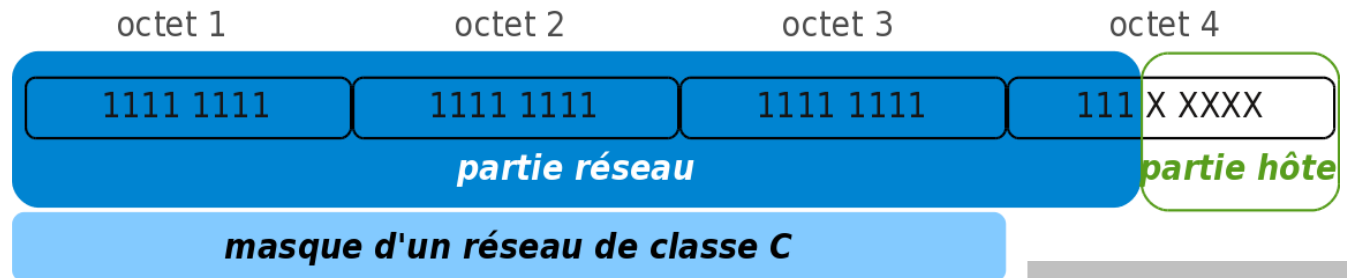 octet 1 octet 2 octet 3 octet 4
1111 1111 1111 1111 1111 1111 111 X XXXX
partie réseau partie hôte
masque d'un réseau de classe C